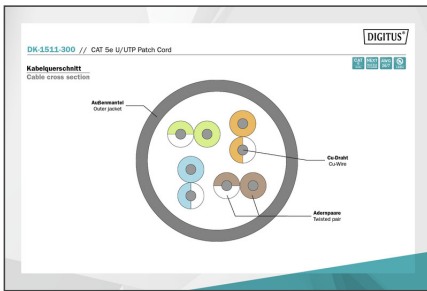 DIGITUS®
DK-1511-300 // CAT 5e U/UTP Patch Cord
Kabelquerschnitt
Cable cross section
Außenmantel
Outer jacket
Cu-Draht
Cu-Wire
Adernpaare
Twisted pair